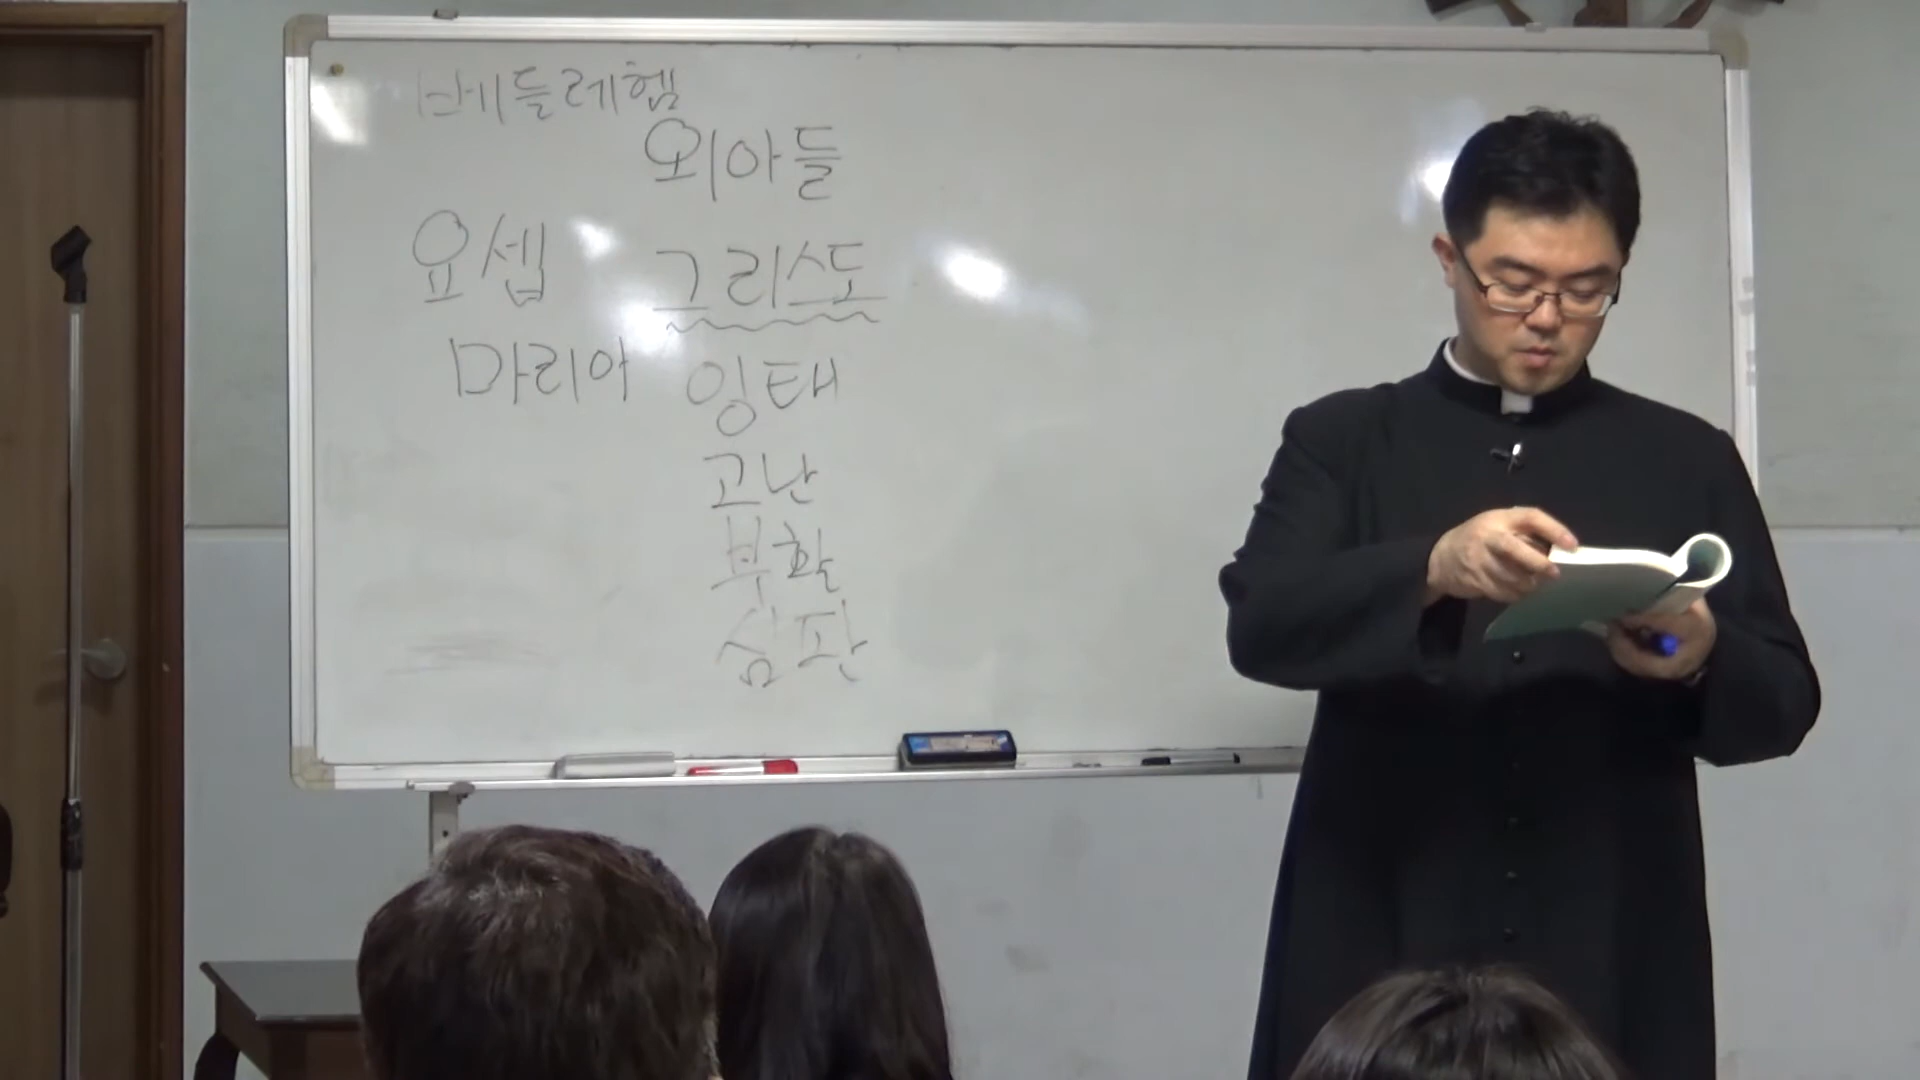 베들레헴
외아들
요셉 그리스도
마리아 잉태
고난
부활
심판